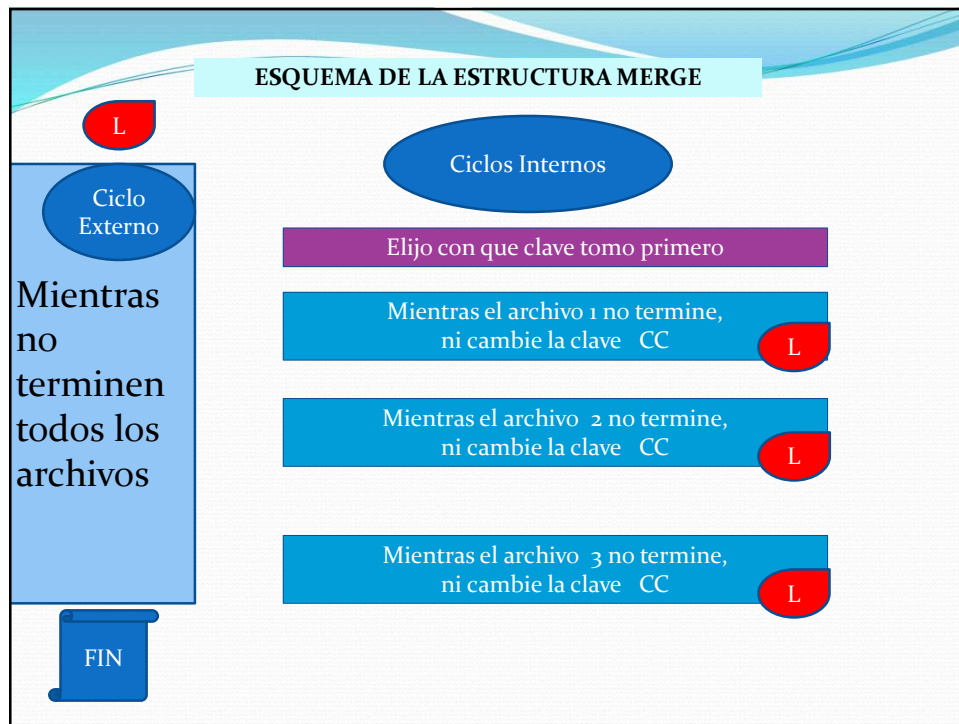 ESQUEMA DE LA ESTRUCTURA MERGE
L
Ciclo
Externo
Mientras
no
terminen
todos los
archivos
FIN
Ciclos Internos
Elijo con que clave tomo primero
Mientras el archivo 1 no termine,
ni cambie la clave CC
L
Mientras el archivo 2 no termine,
ni cambie la clave CC
L
Mientras el archivo 3 no termine,
ni cambie la clave CC
L